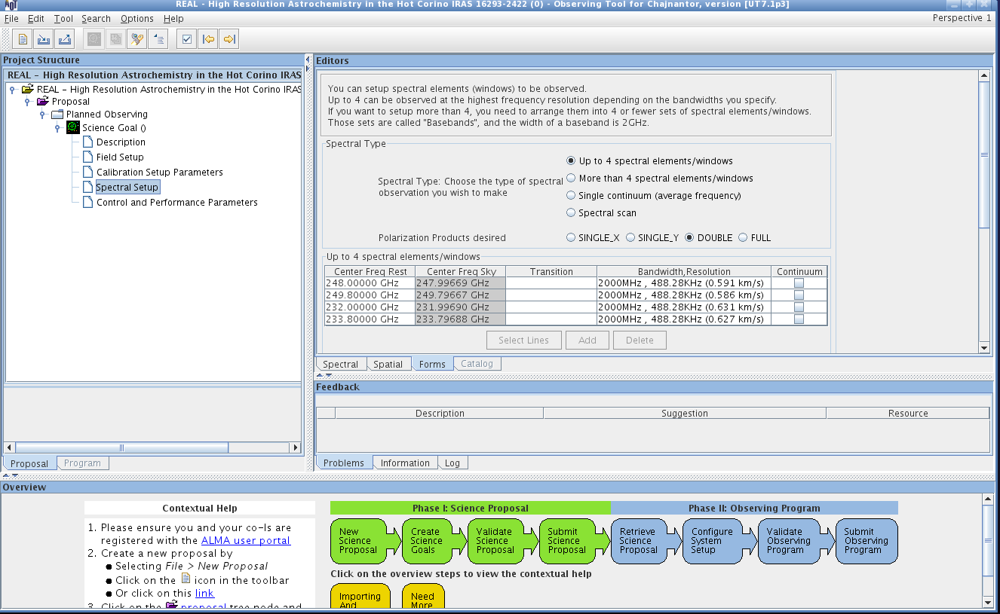 REAL - High Resolution Astrochemistry in the Hot Corino IRAS 16293-2422 (0) - Observing Tool for Chajnantor, version [UT7.1p3]
File Edit Tool Search Options Help
Perspective 1
Project Structure
REAL - High Resolution Astrochemistry in the Hot Corino IRAS
REAL - High Resolution Astrochemistry in the Hot Corino IRAS
Proposal
Planned Observing
Science Goal ()
Description
Field Setup
Calibration Setup Parameters
Spectral Setup
Control and Performance Parameters
Proposal Program
Editors
You can setup spectral elements (windows) to be observed.
Up to 4 can be observed at the highest frequency resolution depending on the bandwidths you specify.
If you want to setup more than 4, you need to arrange them into 4 or fewer sets of spectral elements/windows.
Those sets are called "Basebands", and the width of a baseband is 2GHz.
Spectral Type
Spectral Type: Choose the type of spectral
observation you wish to make
Up to 4 spectral elements/windows
More than 4 spectral elements/windows
Single continuum (average frequency)
Spectral scan
Polarization Products desired SINGLE_X SINGLE_Y DOUBLE FULL
Up to 4 spectral elements/windows
Center Freq Rest Center Freq Sky Transition Bandwidth,Resolution Continuum
248.00000 GHz 247.99669 GHz 2000MHz , 488.28KHz (0.591 km/s)
249.80000 GHz 249.79667 GHz 2000MHz , 488.28KHz (0.586 km/s)
232.00000 GHz 231.99690 GHz 2000MHz , 488.28KHz (0.631 km/s)
233.80000 GHz 233.79688 GHz 2000MHz , 488.28KHz (0.627 km/s)
Select Lines Add Delete
Spectral Spatial Forms Catalog
Feedback
Description Suggestion Resource
Problems Information Log
Overview
Contextual Help
1. Please ensure you and your co-Is are
registered with the ALMA user portal
2. Create a new proposal by
Selecting File > New Proposal
Click on the icon in the toolbar
Or click on this link
3. Click on the proposal tree node and
Phase I: Science Proposal
Phase II: Observing Program
New
Science
Proposal
Create
Science
Goals
Validate
Science
Proposal
Submit
Science
Proposal
Retrieve
Science
Proposal
Configure
System
Setup
Validate
Observing
Program
Submit
Observing
Program
Click on the overview steps to view the contextual help
Importing
And
Need
More